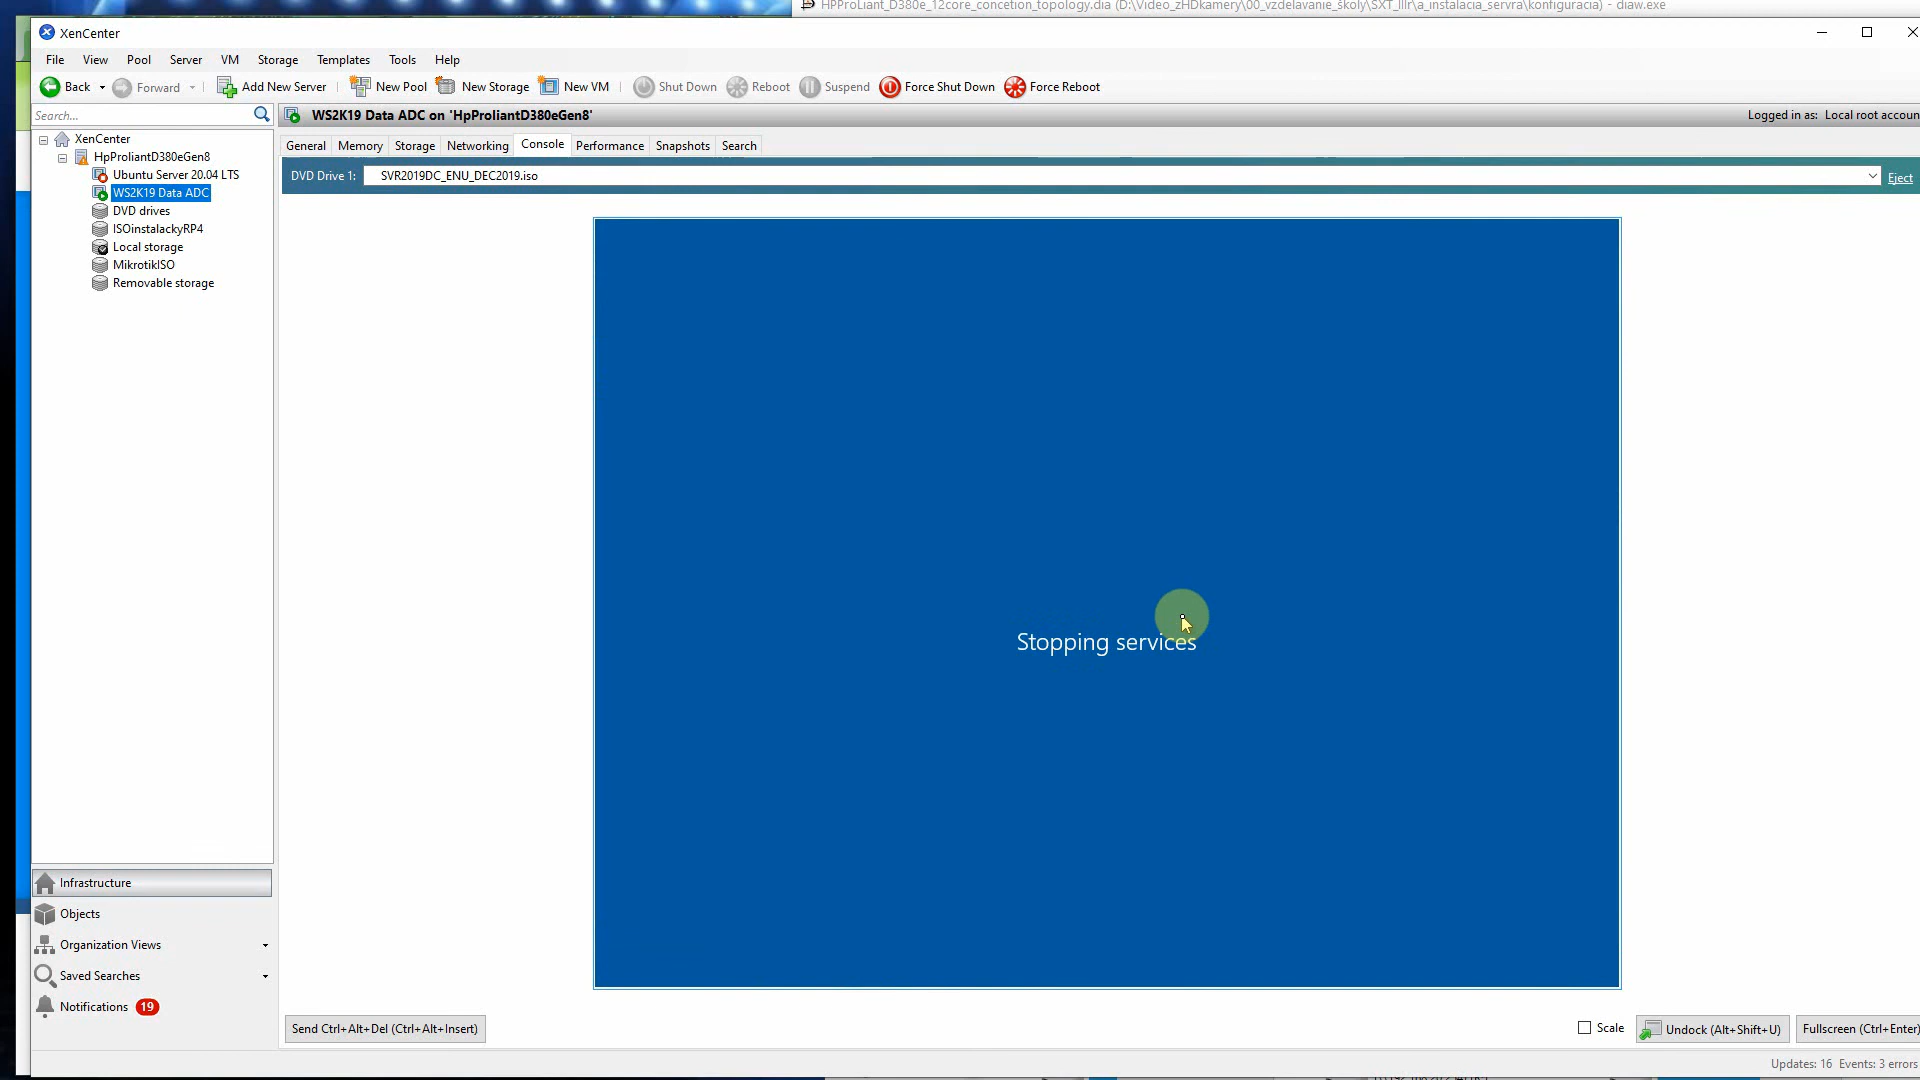 HPProLiant_D380e_12core_concetion_topology.dia (D:\Video_zHDkamery\00_vzdelavanie_školy\SXT_IIIr\a_instalacia_servra\konfiguracia) - diaw.exe
XenCenter
File View Pool Server VM Storage Templates Tools Help
Back Forward Add New Server New Pool New Storage New VM Shut Down Reboot Suspend Force Shut Down Force Reboot
Search...
WS2K19 Data ADC on 'HpProliantD380eGen8'
Logged in as: Local root accoun
XenCenter
HpProliantD380eGen8
Ubuntu Server 20.04 LTS
WS2K19 Data ADC
DVD drives
ISOinstalackyRP4
Local storage
MikrotikISO
Removable storage
General Memory Storage Networking Console Performance Snapshots Search
DVD Drive 1: SVR2019DC_ENU_DEC2019.iso Eject
Stopping services
Infrastructure
Objects
Organization Views
Saved Searches
Notifications 19
Send Ctrl+Alt+Del (Ctrl+Alt+Insert)
Scale Undock (Alt+Shift+U) Fullscreen (Ctrl+Enter)
Updates: 16 Events: 3 errors